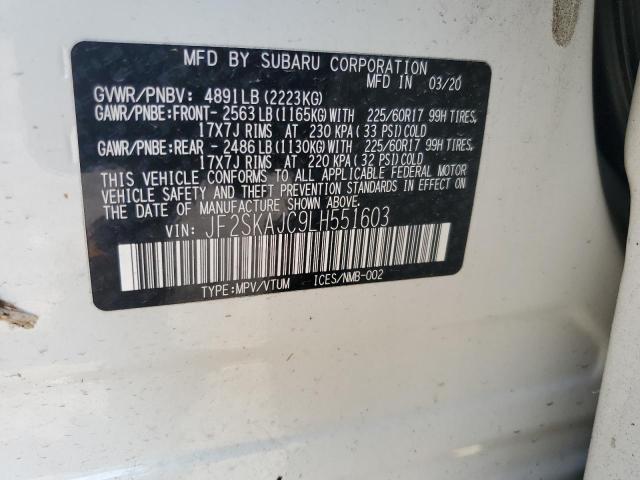 MFD BY SUBARU CORPORATION
MFD IN 03/20
GVWR/PNBV: 4891LB (2223KG)
GAWR/PNBE:FRONT- 2563LB (1165KG)WITH 225/60R17 99H TIRES,
17X7J RIMS AT 230 KPA (33 PSI)COLD
GAWR/PNBE:REAR - 2486LB (1130KG)WITH 225/60R17 99H TIRES,
17X7J RIMS AT 220 KPA (32 PSI)COLD
THIS VEHICLE CONFORMS TO ALL APPLICABLE FEDERAL MOTOR
VEHICLE SAFETY AND THEFT PREVENTION STANDARDS IN EFFECT
ON THE DATE OF MANUFACTURE SHOWN ABOVE.
VIN: JF2SKAJC9LH551603
TYPE:MPV/VTUM ICES/NMB-002